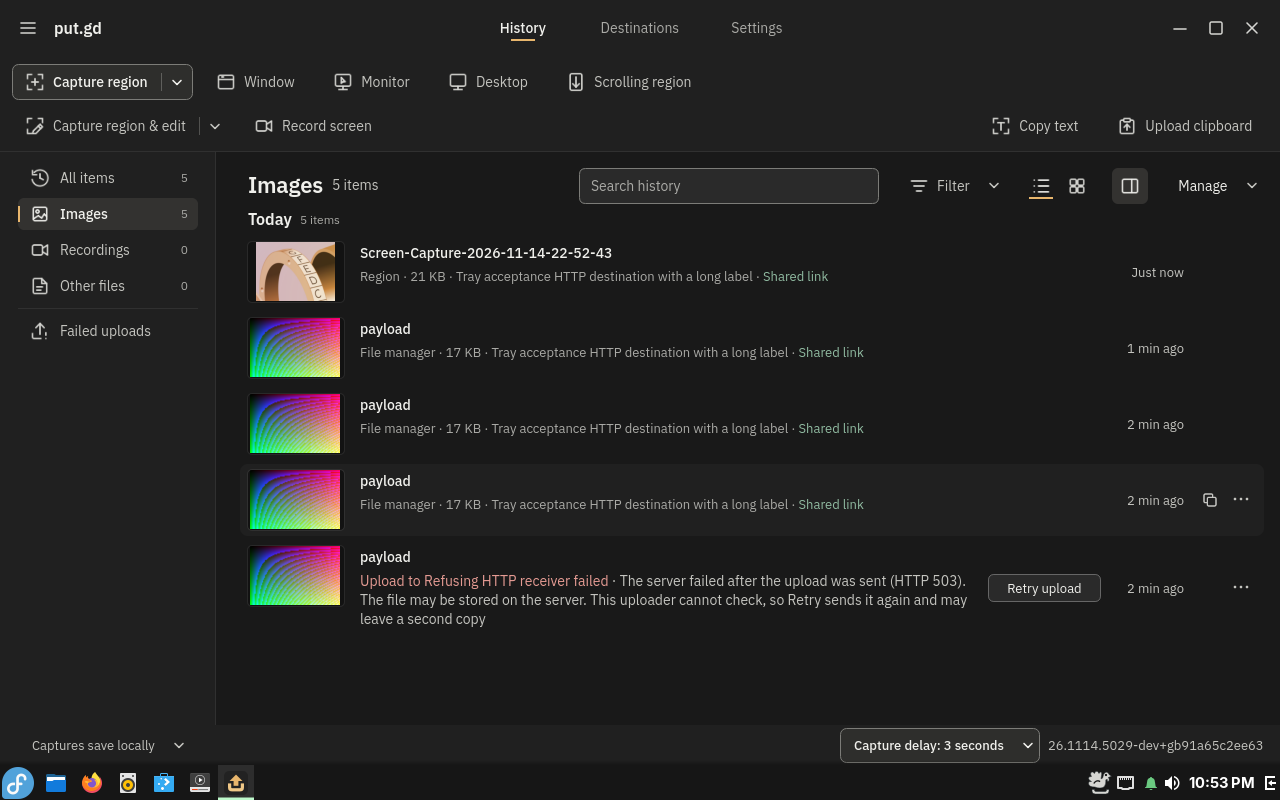 put.gd
History
Destinations
Settings
Capture region
Window
Monitor
Desktop
Scrolling region
Capture region & edit
Record screen
Copy text
Upload clipboard
All items 5
Images 5
Recordings 0
Other files 0
Failed uploads
Images 5 items
Search history
Filter
Manage
Today 5 items
Screen-Capture-2026-11-14-22-52-43
Region · 21 KB · Tray acceptance HTTP destination with a long label · Shared link
Just now
payload
File manager · 17 KB · Tray acceptance HTTP destination with a long label · Shared link
1 min ago
payload
File manager · 17 KB · Tray acceptance HTTP destination with a long label · Shared link
2 min ago
payload
File manager · 17 KB · Tray acceptance HTTP destination with a long label · Shared link
2 min ago
payload
Upload to Refusing HTTP receiver failed · The server failed after the upload was sent (HTTP 503).
The file may be stored on the server. This uploader cannot check, so Retry sends it again and may
leave a second copy
Retry upload
2 min ago
Captures save locally
Capture delay: 3 seconds
26.1114.5029-dev+gb91a65c2ee63
10:53 PM